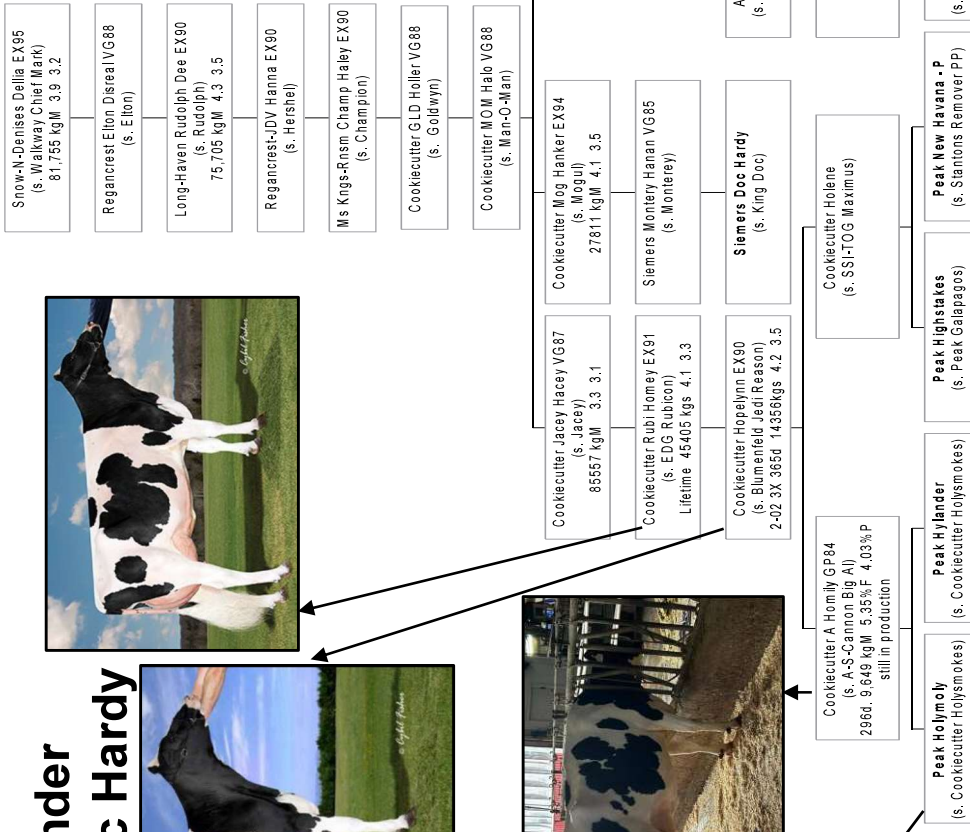 nder
c Hardy
Snow-N-Denises Dellia EX95
(s. Walkway Chief Mark)
81,755 kgM 3.9 3.2
Regancrest Elton Disreal VG88
(s. Elton)
Long-Haven Rudolph Dee EX90
(s. Rudolph)
75,705 kgM 4.3 3.5
Regancrest-JDV Hanna EX90
(s. Hershel)
Ms Kngs-Rnsm Champ Haley EX90
(s. Champion)
Cookiecutter GLD Holler VG88
(s. Goldwyn)
Cookiecutter MOM Halo VG88
(s. Man-O-Man)
Cookiecutter Jacey Hacey VG87
(s. Jacey)
85557 kgM 3.3 3.1
Cookiecutter Mog Hanker EX94
(s. Mogul)
27811 kgM 4.1 3.5
Cookiecutter Rubi Homey EX91
(s. EDG Rubicon)
Lifetime 45405 kgs 4.1 3.3
Siemers Montery Hanan VG85
(s. Monterey)
Cookiecutter Hopelynn EX90
(s. Blumenfeld Jedi Reason)
2-02 3X 365d 14356kgs 4.2 3.5
Siemers Doc Hardy
(s. King Doc)
A
(s.
Cookiecutter A Homily GP84
(s. A-S-Cannon Big Al)
296d. 9,649 kgM 5.35%F 4.03%P
still in production
Cookiecutter Holene
(s. SSI-TOG Maximus)
Peak Holymoly
(s. Cookiecutter Holysmokes)
Peak Hylander
(s. Cookiecutter Holysmokes)
Peak Highstakes
(s. Peak Galapagos)
Peak New Havana - P
(s. Stantons Remover PP)
(s.